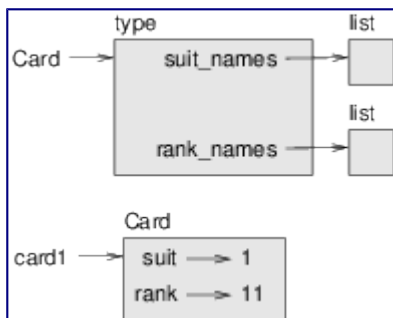 type list
Card suit_names
list
rank_names
Card
card1 suit 1
rank 11